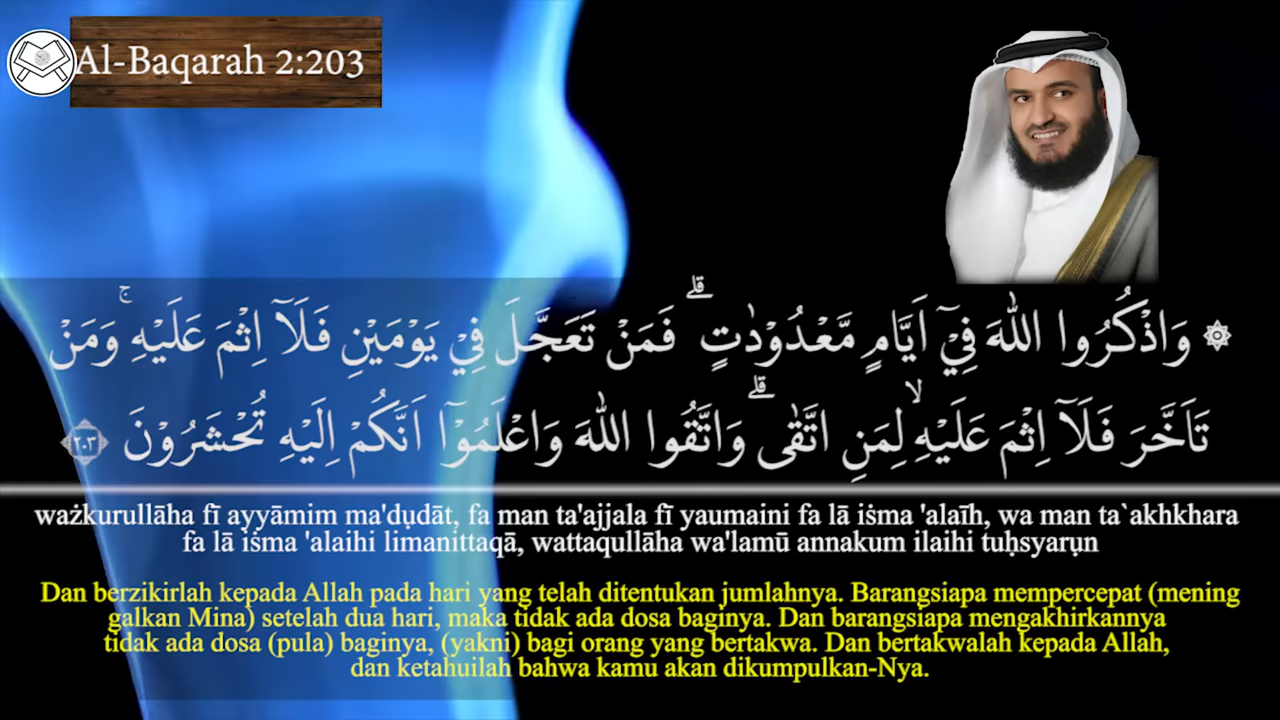 Al-Baqarah 2:203
۞ وَاذْكُرُوا اللّٰهَ فِيْٓ اَيَّامٍ مَّعْدُوْدٰتٍ ۗ فَمَنْ تَعَجَّلَ فِيْ يَوْمَيْنِ فَلَآ اِثْمَ عَلَيْهِ ۚ وَمَنْ
تَاَخَّرَ فَلَآ اِثْمَ عَلَيْهِ ۙ لِمَنِ اتَّقٰى ۗ وَاتَّقُوا اللّٰهَ وَاعْلَمُوْٓا اَنَّكُمْ اِلَيْهِ تُحْشَرُوْنَ ٢٠٣
ważkurullāha fī ayyāmim ma'dụdāt, fa man ta'ajjala fī yaumaini fa lā iṡma 'alaīh, wa man ta`akhkhara
fa lā iṡma 'alaihi limanittaqā, wattaqullāha wa'lamū annakum ilaihi tuḥsyarụn
Dan berzikirlah kepada Allah pada hari yang telah ditentukan jumlahnya. Barangsiapa mempercepat (mening
galkan Mina) setelah dua hari, maka tidak ada dosa baginya. Dan barangsiapa mengakhirkannya
tidak ada dosa (pula) baginya, (yakni) bagi orang yang bertakwa. Dan bertakwalah kepada Allah,
dan ketahuilah bahwa kamu akan dikumpulkan-Nya.